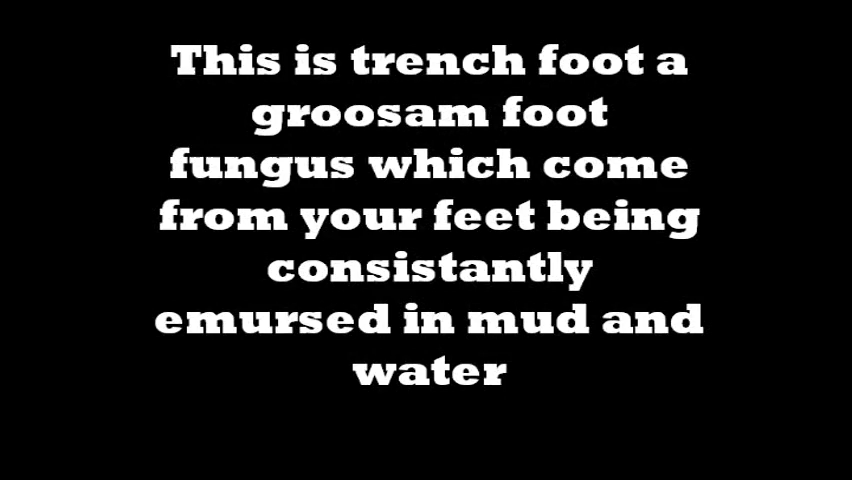 This is trench foot a
groosam foot
fungus which come
from your feet being
consistantly
emursed in mud and
water